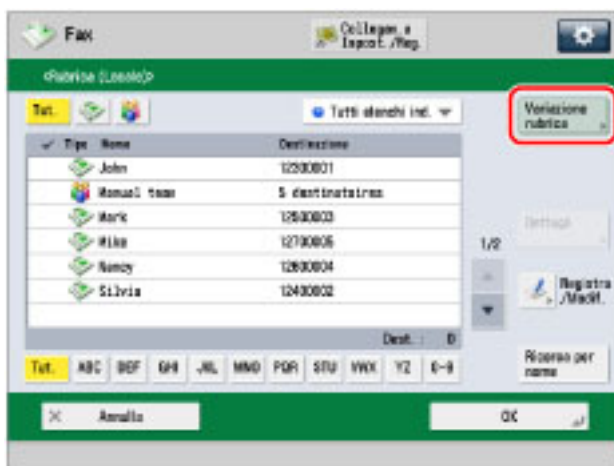 Fax
Collegam. a
Impost./Reg.
<Rubrica (Locale)>
Tut.
Tutti elenchi ind.
Variazione
rubrica
Tipo Nome Destinazione
John 12300001
Manual team 5 destinataires
Mark 12500003
Mike 12700005
Nancy 12600004
Silvia 12400002
1/2
Dettagli
Registra
/Modif.
Dest.: 0
Tut. ABC DEF GHI JKL MNO PQR STU VWX YZ 0-9
Ricerca per
nome
Annulla
OK